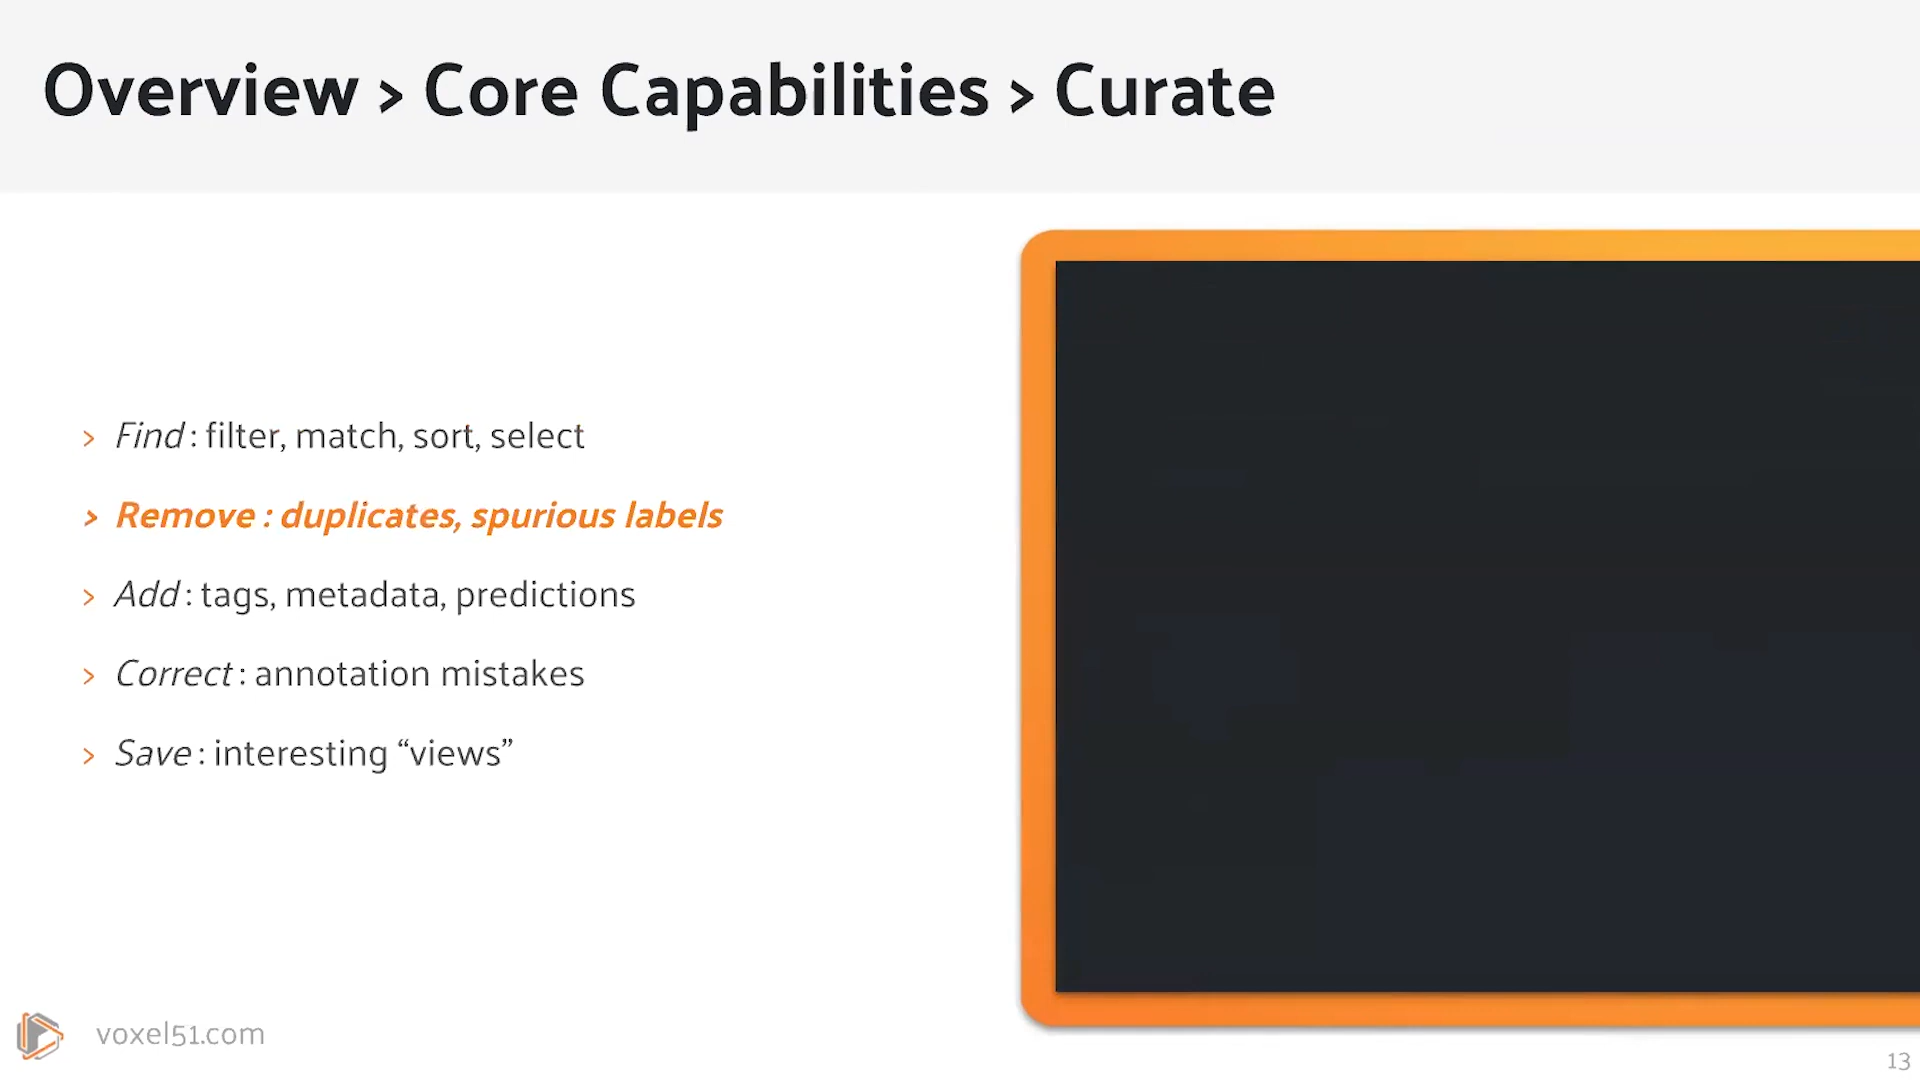 Overview > Core Capabilities > Curate
> Find : filter, match, sort, select
> Remove : duplicates, spurious labels
> Add : tags, metadata, predictions
> Correct : annotation mistakes
> Save : interesting “views”
voxel51.com
13